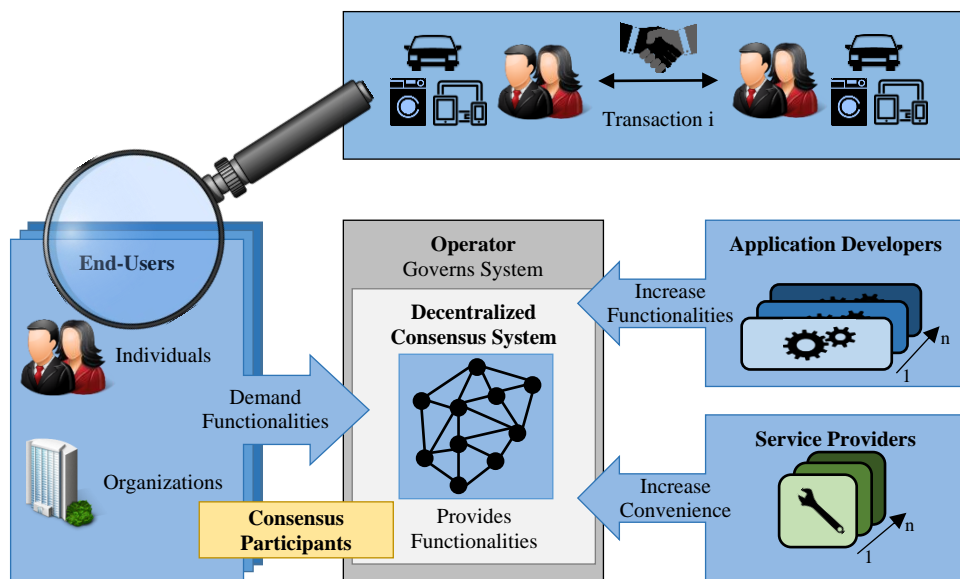 Transaction i
End-Users
Individuals
Organizations
Demand
Functionalities
Consensus
Participants
Operator
Governs System
Decentralized
Consensus System
Provides
Functionalities
Application Developers
Increase
Functionalities
n
1
Service Providers
Increase
Convenience
n
1